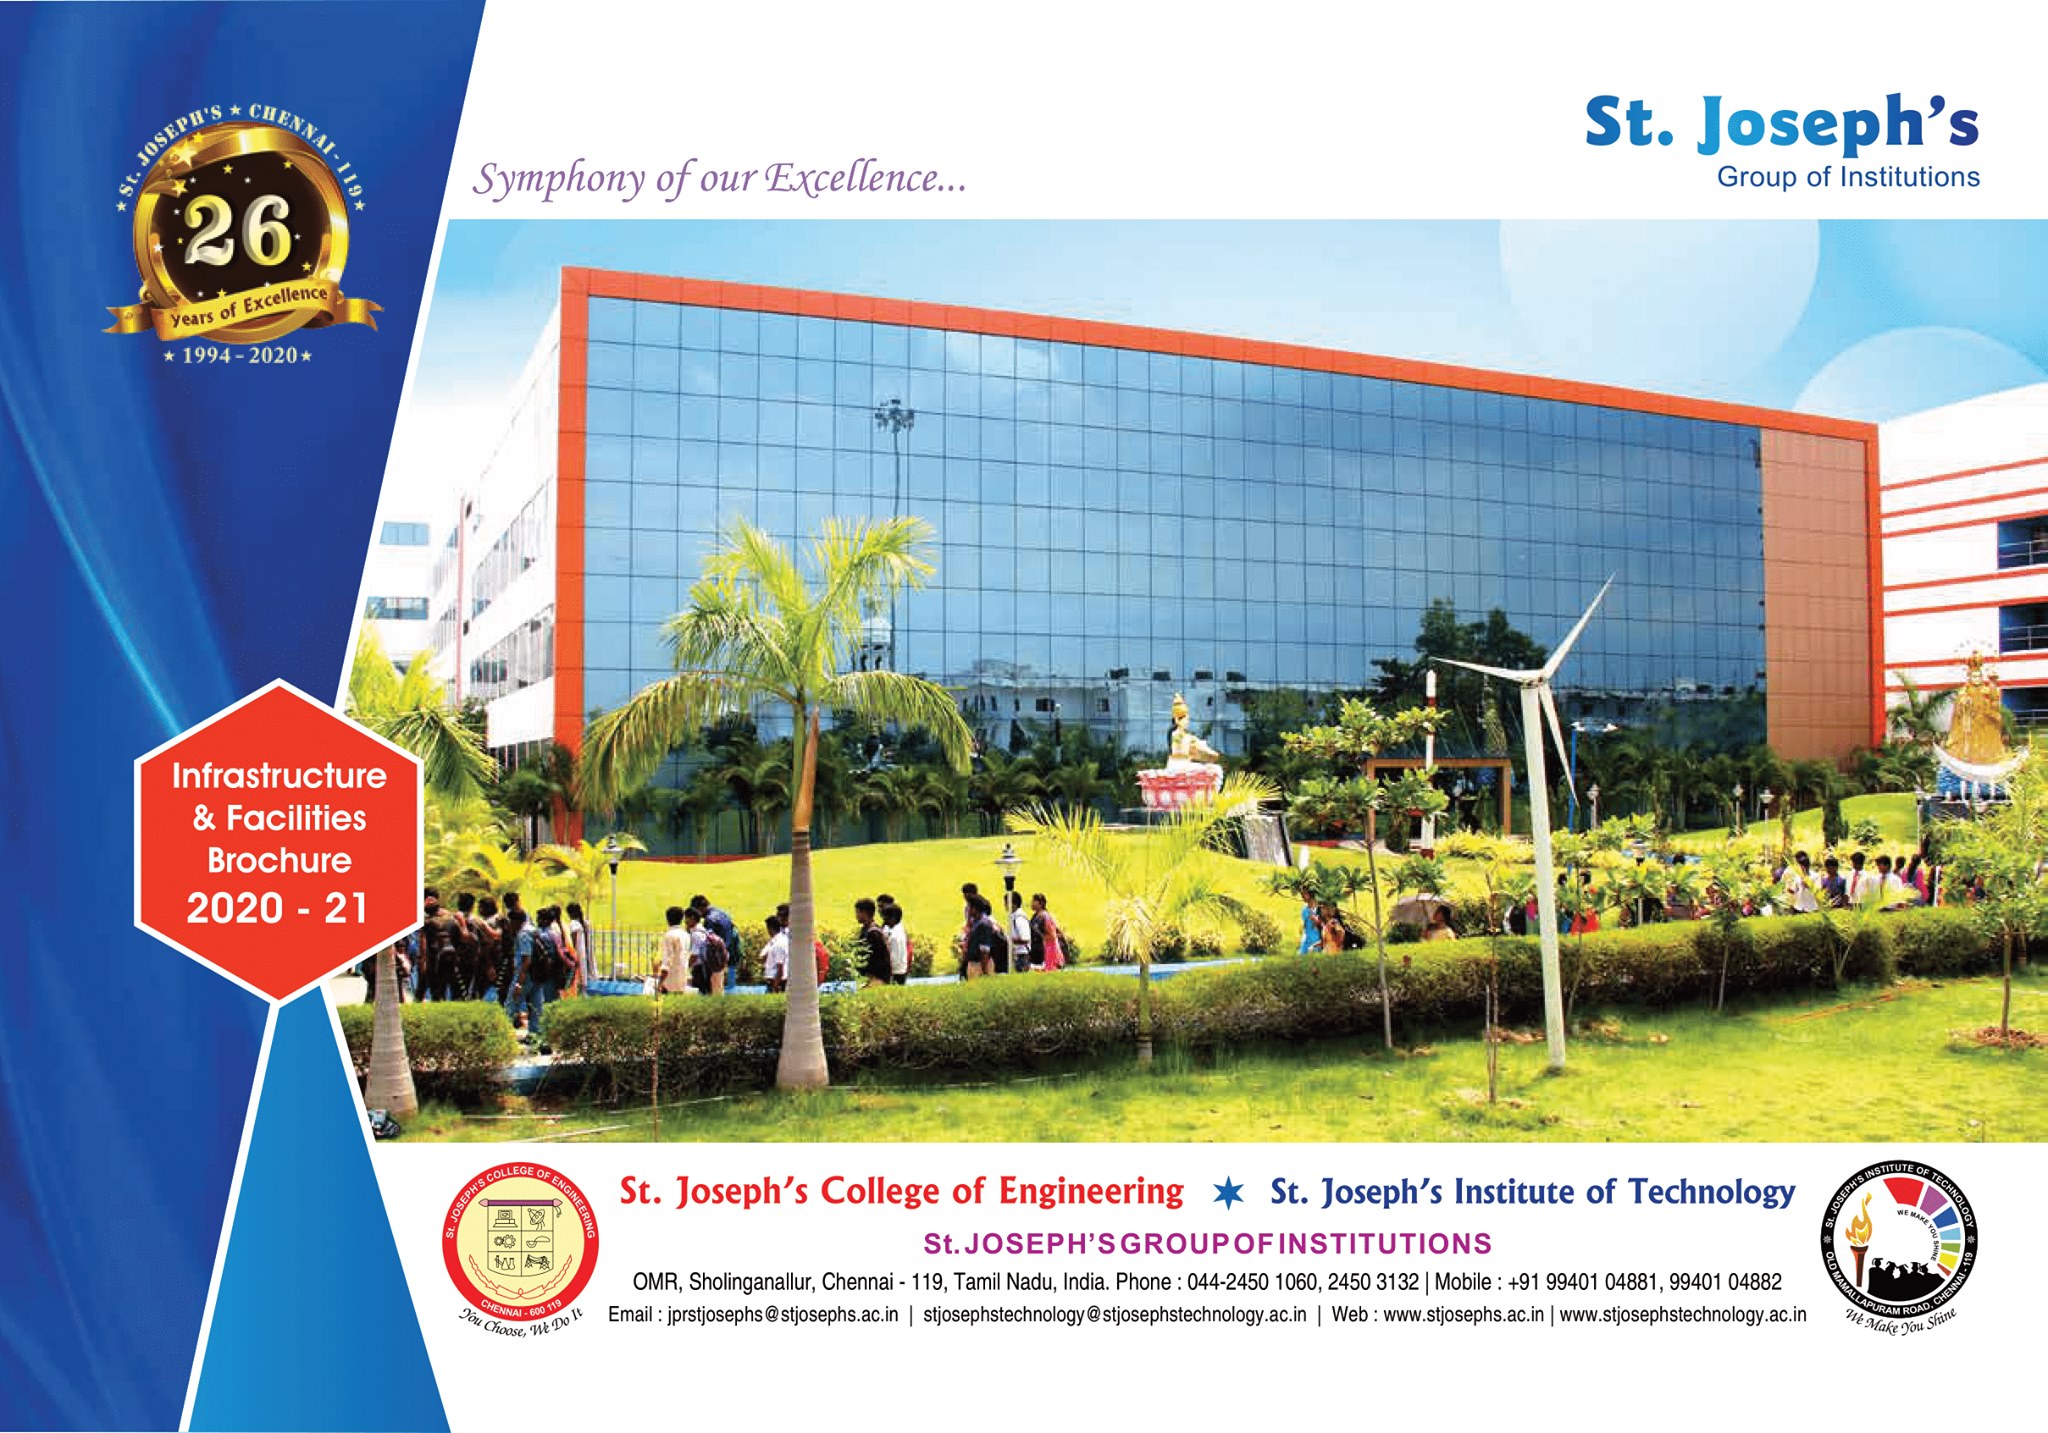 St. JOSEPH'S ★ CHENNAI-119
26
Years of Excellence
★ 1994-2020 ★
Symphony of our Excellence...
St. Joseph's
Group of Institutions
Infrastructure
& Facilities
Brochure
2020 - 21
St. JOSEPH'S COLLEGE OF ENGINEERING
CHENNAI - 600 119
You Choose, We Do It
St. Joseph's College of Engineering ★ St. Joseph's Institute of Technology
St. JOSEPH'S GROUP OF INSTITUTIONS
OMR, Sholinganallur, Chennai - 119, Tamil Nadu, India. Phone : 044-2450 1060, 2450 3132 | Mobile : +91 99401 04881, 99401 04882
Email : jprstjosephs@stjosephs.ac.in | stjosephstechnology@stjosephstechnology.ac.in | Web : www.stjosephs.ac.in | www.stjosephstechnology.ac.in
St. JOSEPH'S INSTITUTE OF TECHNOLOGY
WE MAKE YOU SHINE
OLD MAMALLAPURAM ROAD, CHENNAI - 119
We Make You Shine